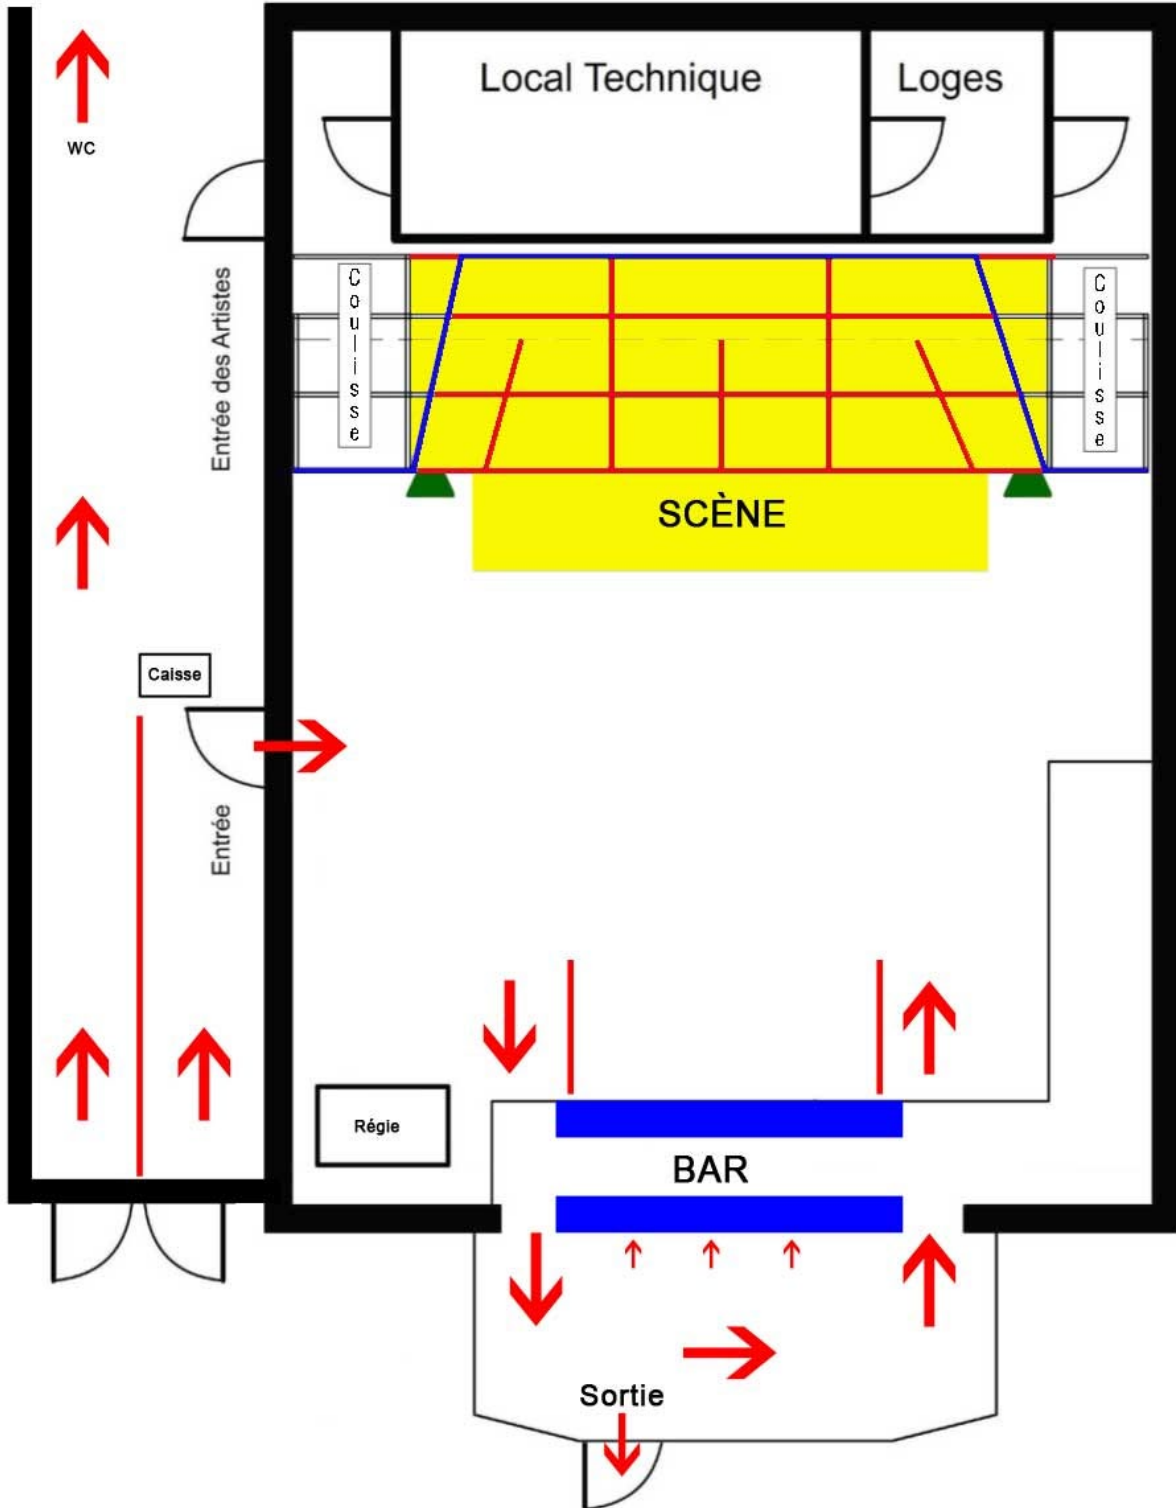 Local Technique
Loges
WC
Coulisse
Coulisse
Entrée des Artistes
SCÈNE
Caisse
Entrée
Régie
BAR
Sortie